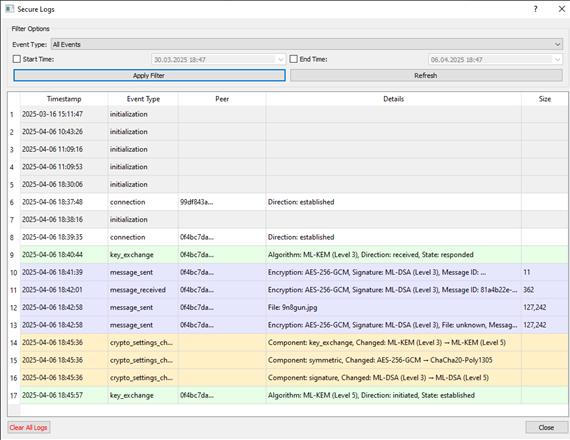 Secure Logs
Filter Options
Event Type: All Events
Start Time: 30.03.2025 18:47 End Time: 06.04.2025 18:47
Apply Filter Refresh
Timestamp Event Type Peer Details Size
1 2025-03-16 15:11:47 initialization
2 2025-04-06 10:43:26 initialization
3 2025-04-06 11:09:16 initialization
4 2025-04-06 11:09:53 initialization
5 2025-04-06 18:30:06 initialization
6 2025-04-06 18:37:48 connection 99df843a... Direction: established
7 2025-04-06 18:38:16 initialization
8 2025-04-06 18:39:35 connection 0f4bc7da... Direction: established
9 2025-04-06 18:40:44 key_exchange 0f4bc7da... Algorithm: ML-KEM (Level 3), Direction: received, State: responded
10 2025-04-06 18:41:39 message_sent 0f4bc7da... Encryption: AES-256-GCM, Signature: ML-DSA (Level 3), Message ID: ... 11
11 2025-04-06 18:42:01 message_received 0f4bc7da... Encryption: AES-256-GCM, Signature: ML-DSA (Level 3), Message ID: 81a4b22e-... 362
12 2025-04-06 18:42:58 message_sent 0f4bc7da... File: 9n8gun.jpg 127,242
13 2025-04-06 18:42:58 message_sent 0f4bc7da... Encryption: AES-256-GCM, Signature: ML-DSA (Level 3), File: unknown, Messag... 127,242
14 2025-04-06 18:45:36 crypto_settings_ch... Component: key_exchange, Changed: ML-KEM (Level 3) → ML-KEM (Level 5)
15 2025-04-06 18:45:36 crypto_settings_ch... Component: symmetric, Changed: AES-256-GCM → ChaCha20-Poly1305
16 2025-04-06 18:45:36 crypto_settings_ch... Component: signature, Changed: ML-DSA (Level 3) → ML-DSA (Level 5)
17 2025-04-06 18:45:57 key_exchange 0f4bc7da... Algorithm: ML-KEM (Level 5), Direction: initiated, State: established
Clear All Logs Close